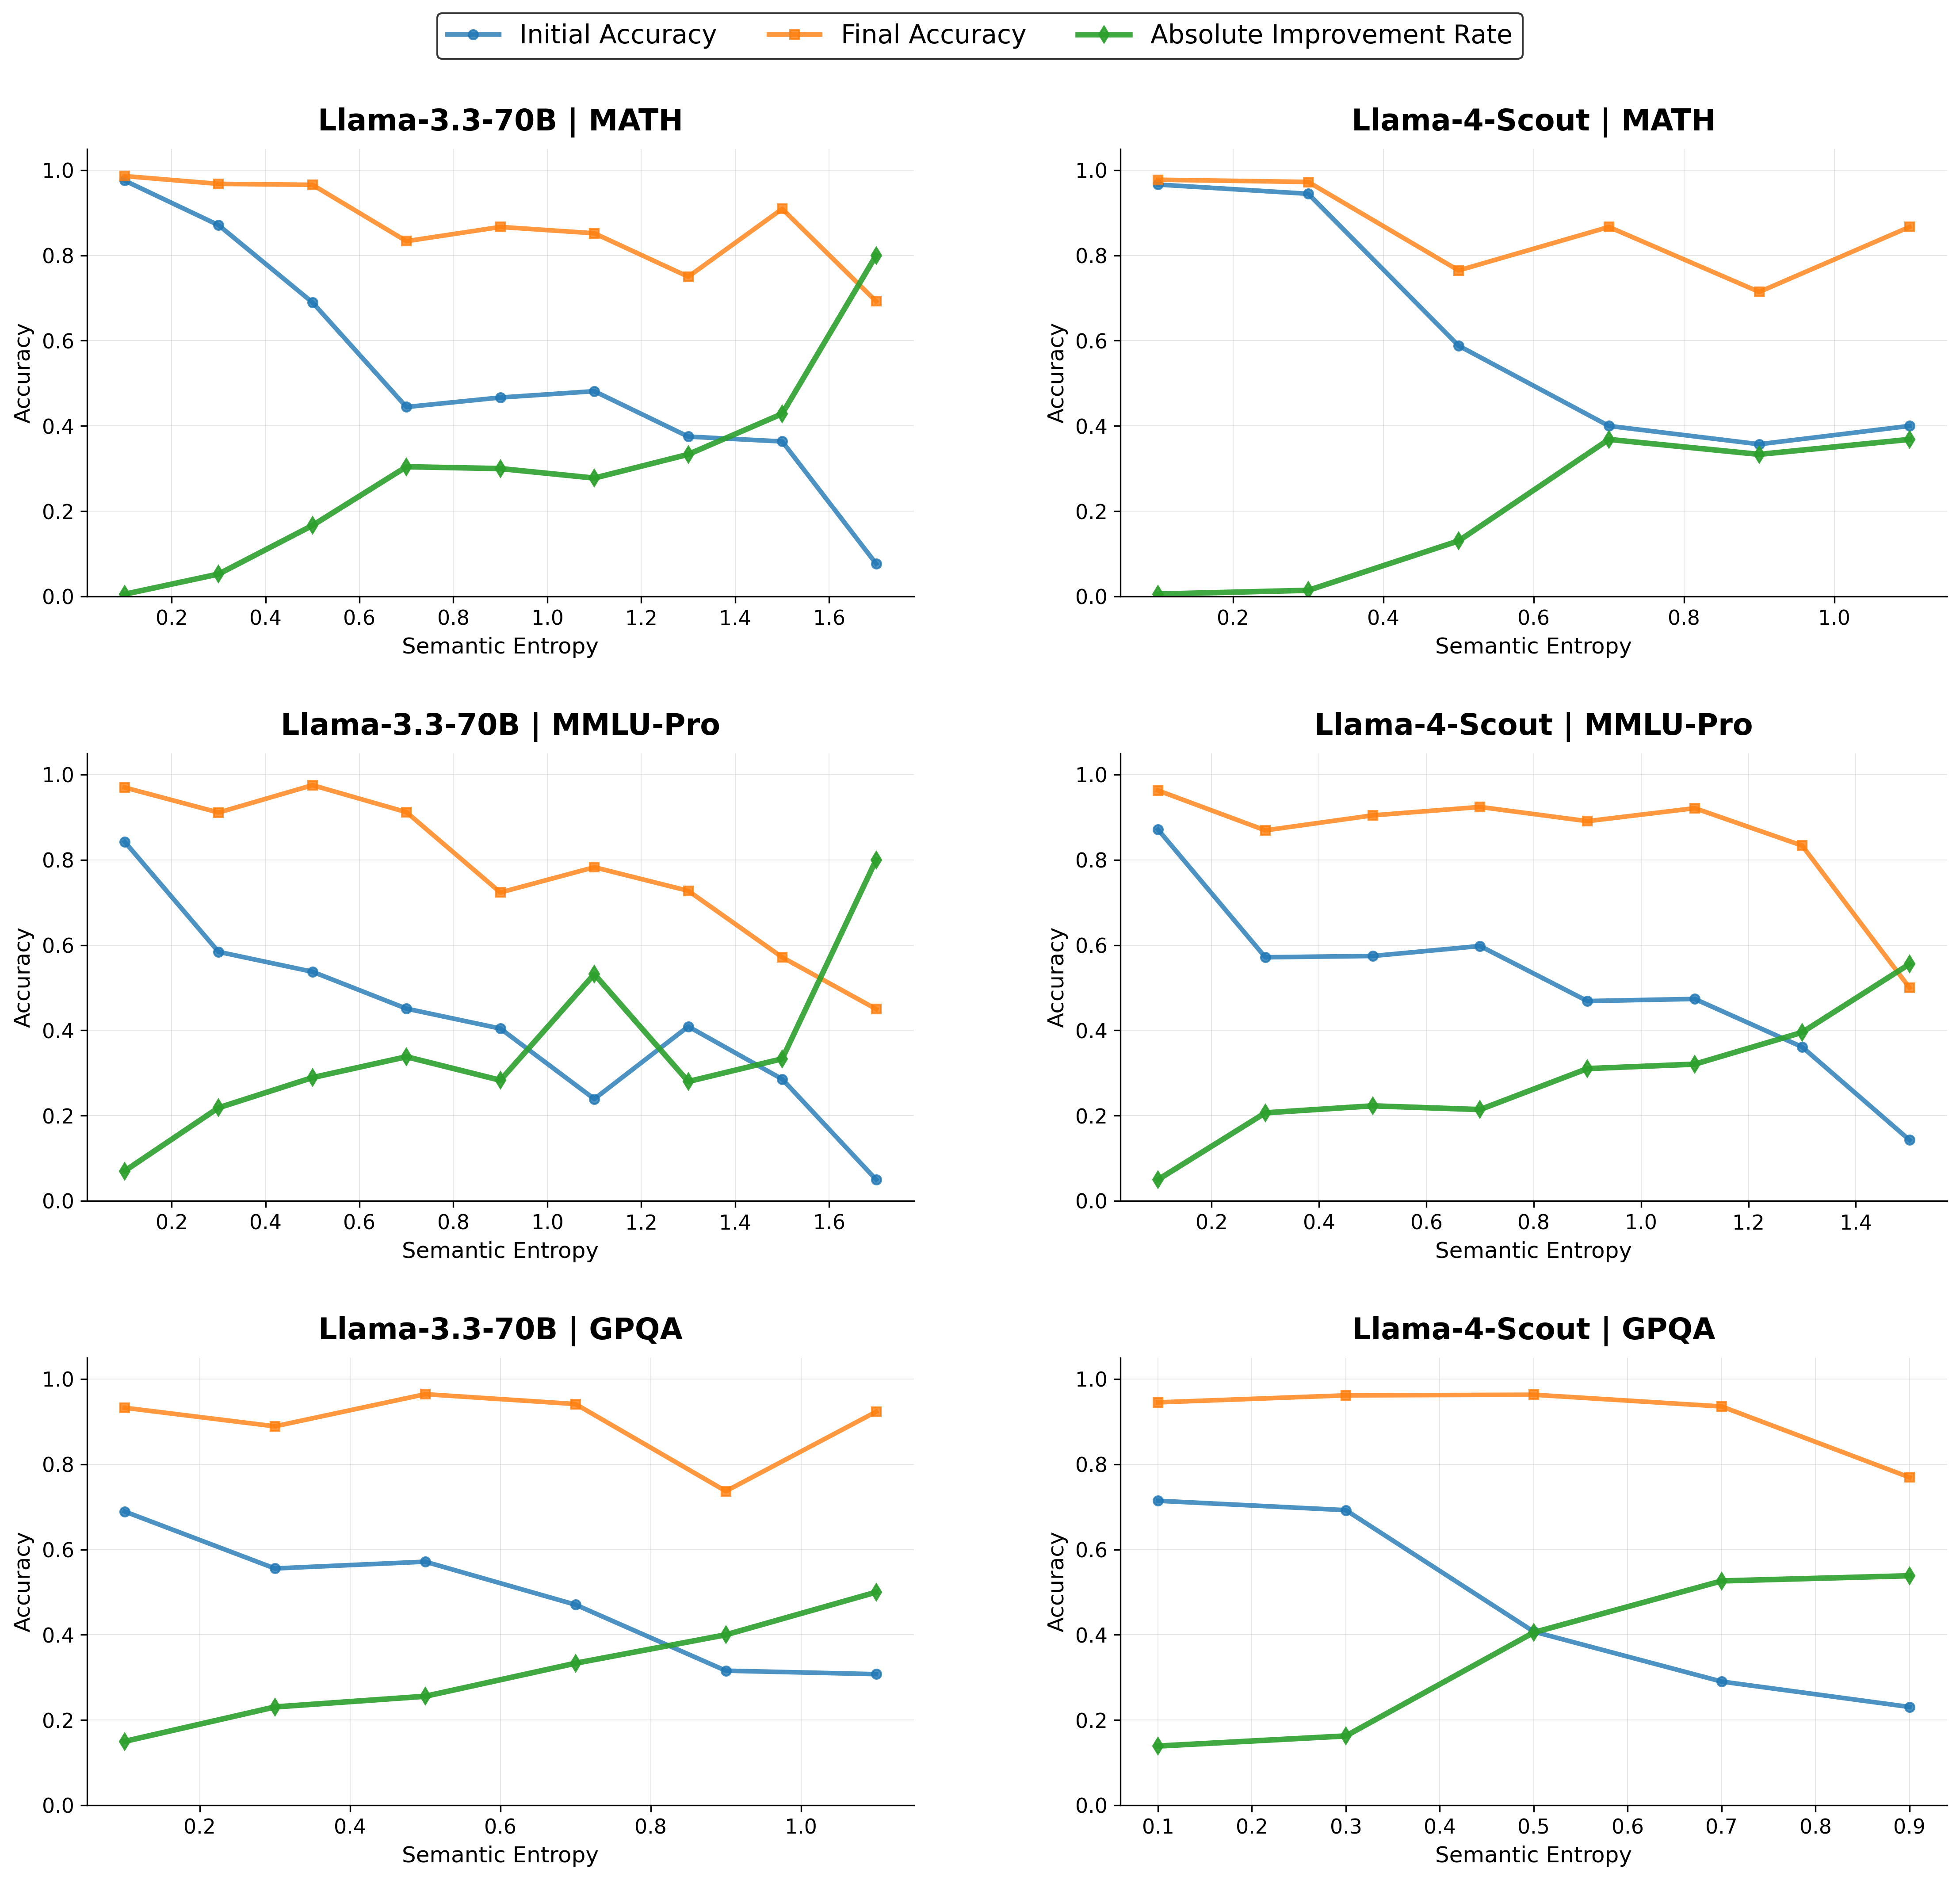 Initial Accuracy Final Accuracy Absolute Improvement Rate
Llama-3.3-70B | MATH
1.0
0.8
0.6
0.4
0.2
0.0
Accuracy
0.2 0.4 0.6 0.8 1.0 1.2 1.4 1.6
Semantic Entropy
Llama-4-Scout | MATH
1.0
0.8
0.6
0.4
0.2
0.0
Accuracy
0.2 0.4 0.6 0.8 1.0
Semantic Entropy
Llama-3.3-70B | MMLU-Pro
1.0
0.8
0.6
0.4
0.2
0.0
Accuracy
0.2 0.4 0.6 0.8 1.0 1.2 1.4 1.6
Semantic Entropy
Llama-4-Scout | MMLU-Pro
1.0
0.8
0.6
0.4
0.2
0.0
Accuracy
0.2 0.4 0.6 0.8 1.0 1.2 1.4
Semantic Entropy
Llama-3.3-70B | GPQA
1.0
0.8
0.6
0.4
0.2
0.0
Accuracy
0.2 0.4 0.6 0.8 1.0
Semantic Entropy
Llama-4-Scout | GPQA
1.0
0.8
0.6
0.4
0.2
0.0
Accuracy
0.1 0.2 0.3 0.4 0.5 0.6 0.7 0.8 0.9
Semantic Entropy